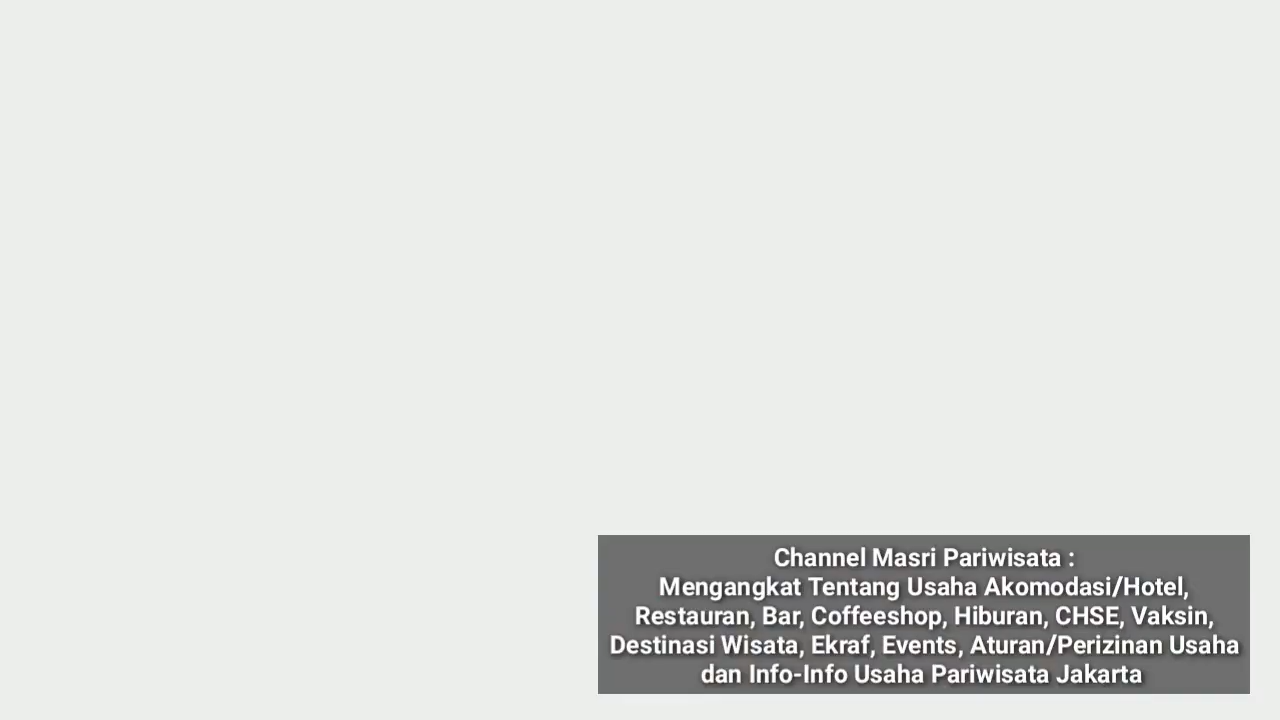 Channel Masri Pariwisata :
Mengangkat Tentang Usaha Akomodasi/Hotel,
Restauran, Bar, Coffeeshop, Hiburan, CHSE, Vaksin,
Destinasi Wisata, Ekraf, Events, Aturan/Perizinan Usaha
dan Info-Info Usaha Pariwisata Jakarta